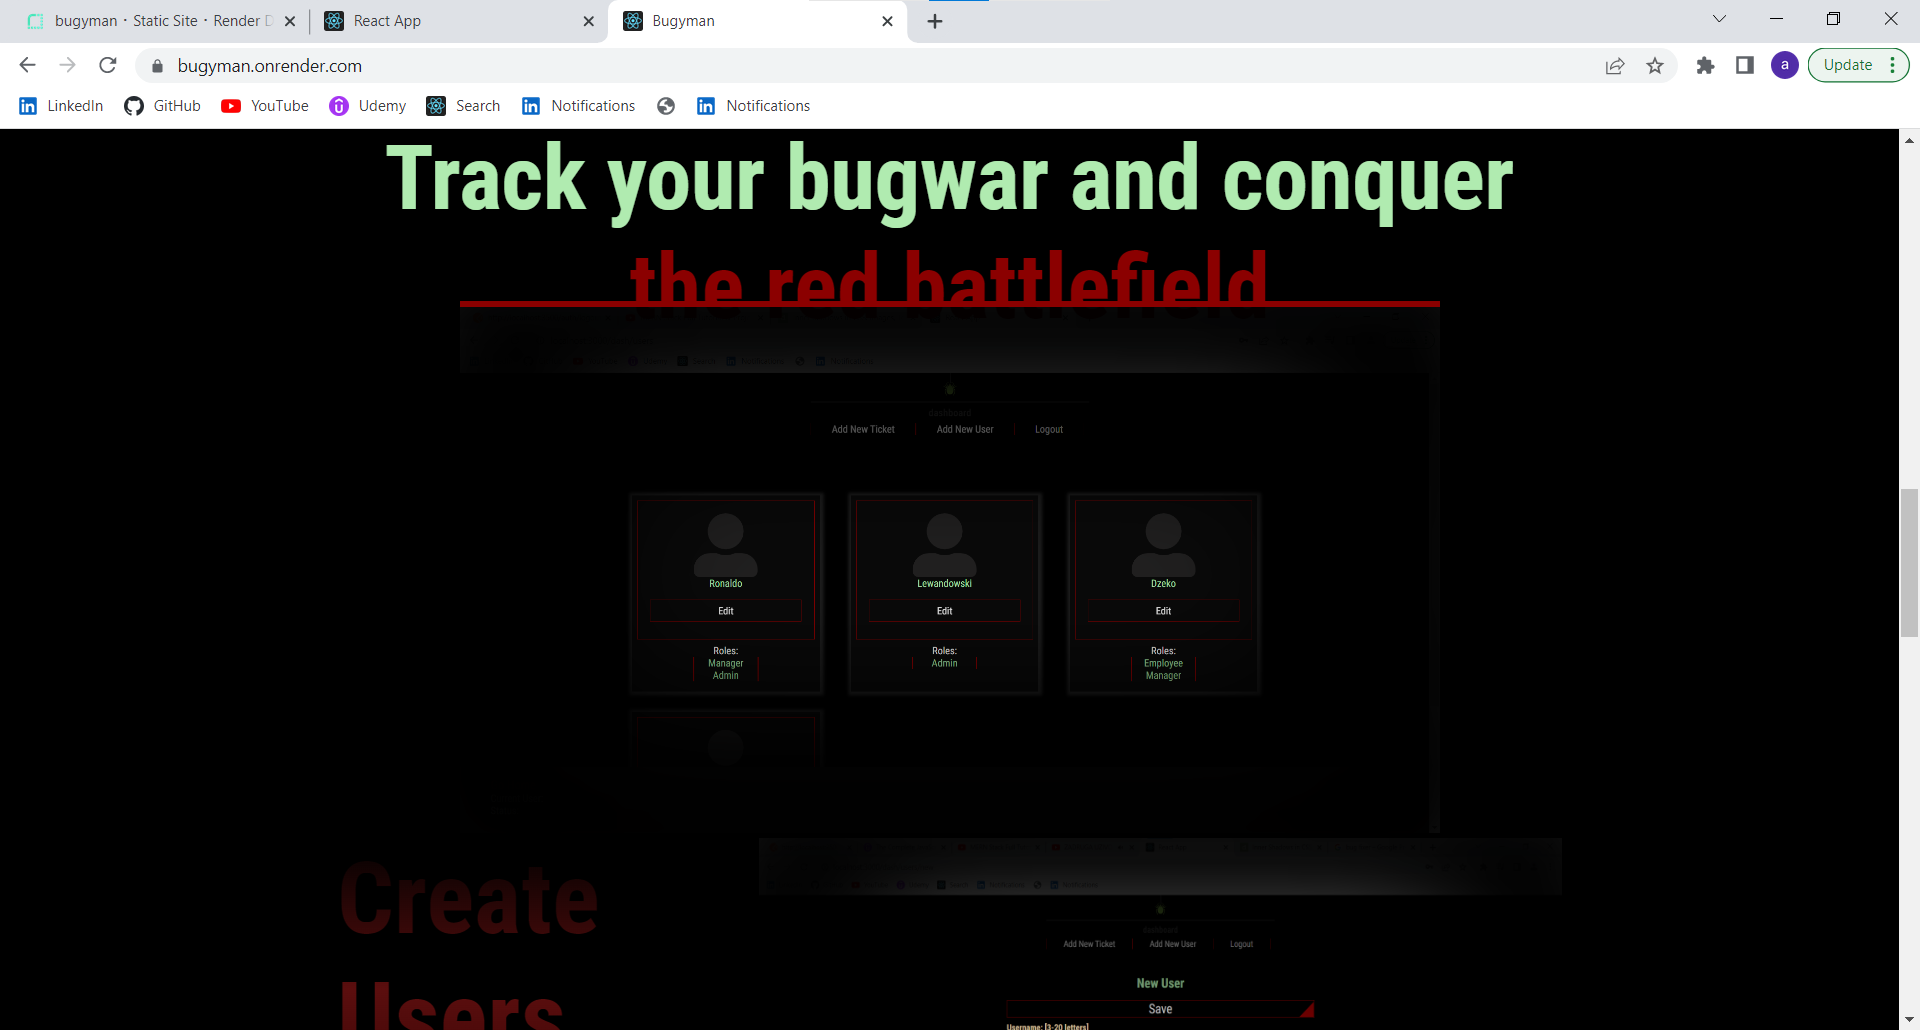 bugyman · Static Site · Render D
React App
Bugyman
bugyman.onrender.com
a
Update
LinkedIn
GitHub
YouTube
Udemy
Search
Notifications
Notifications
Track your bugwar and conquer
the red battlefield
dashboard
Add New Ticket
Add New User
Logout
Ronaldo
Lewandowski
Dzeko
Edit
Edit
Edit
Roles:
Manager
Admin
Roles:
Admin
Roles:
Employee
Manager
Create
Users
dashboard
Add New Ticket
Add New User
Logout
New User
Save
Username: [3-20 letters]